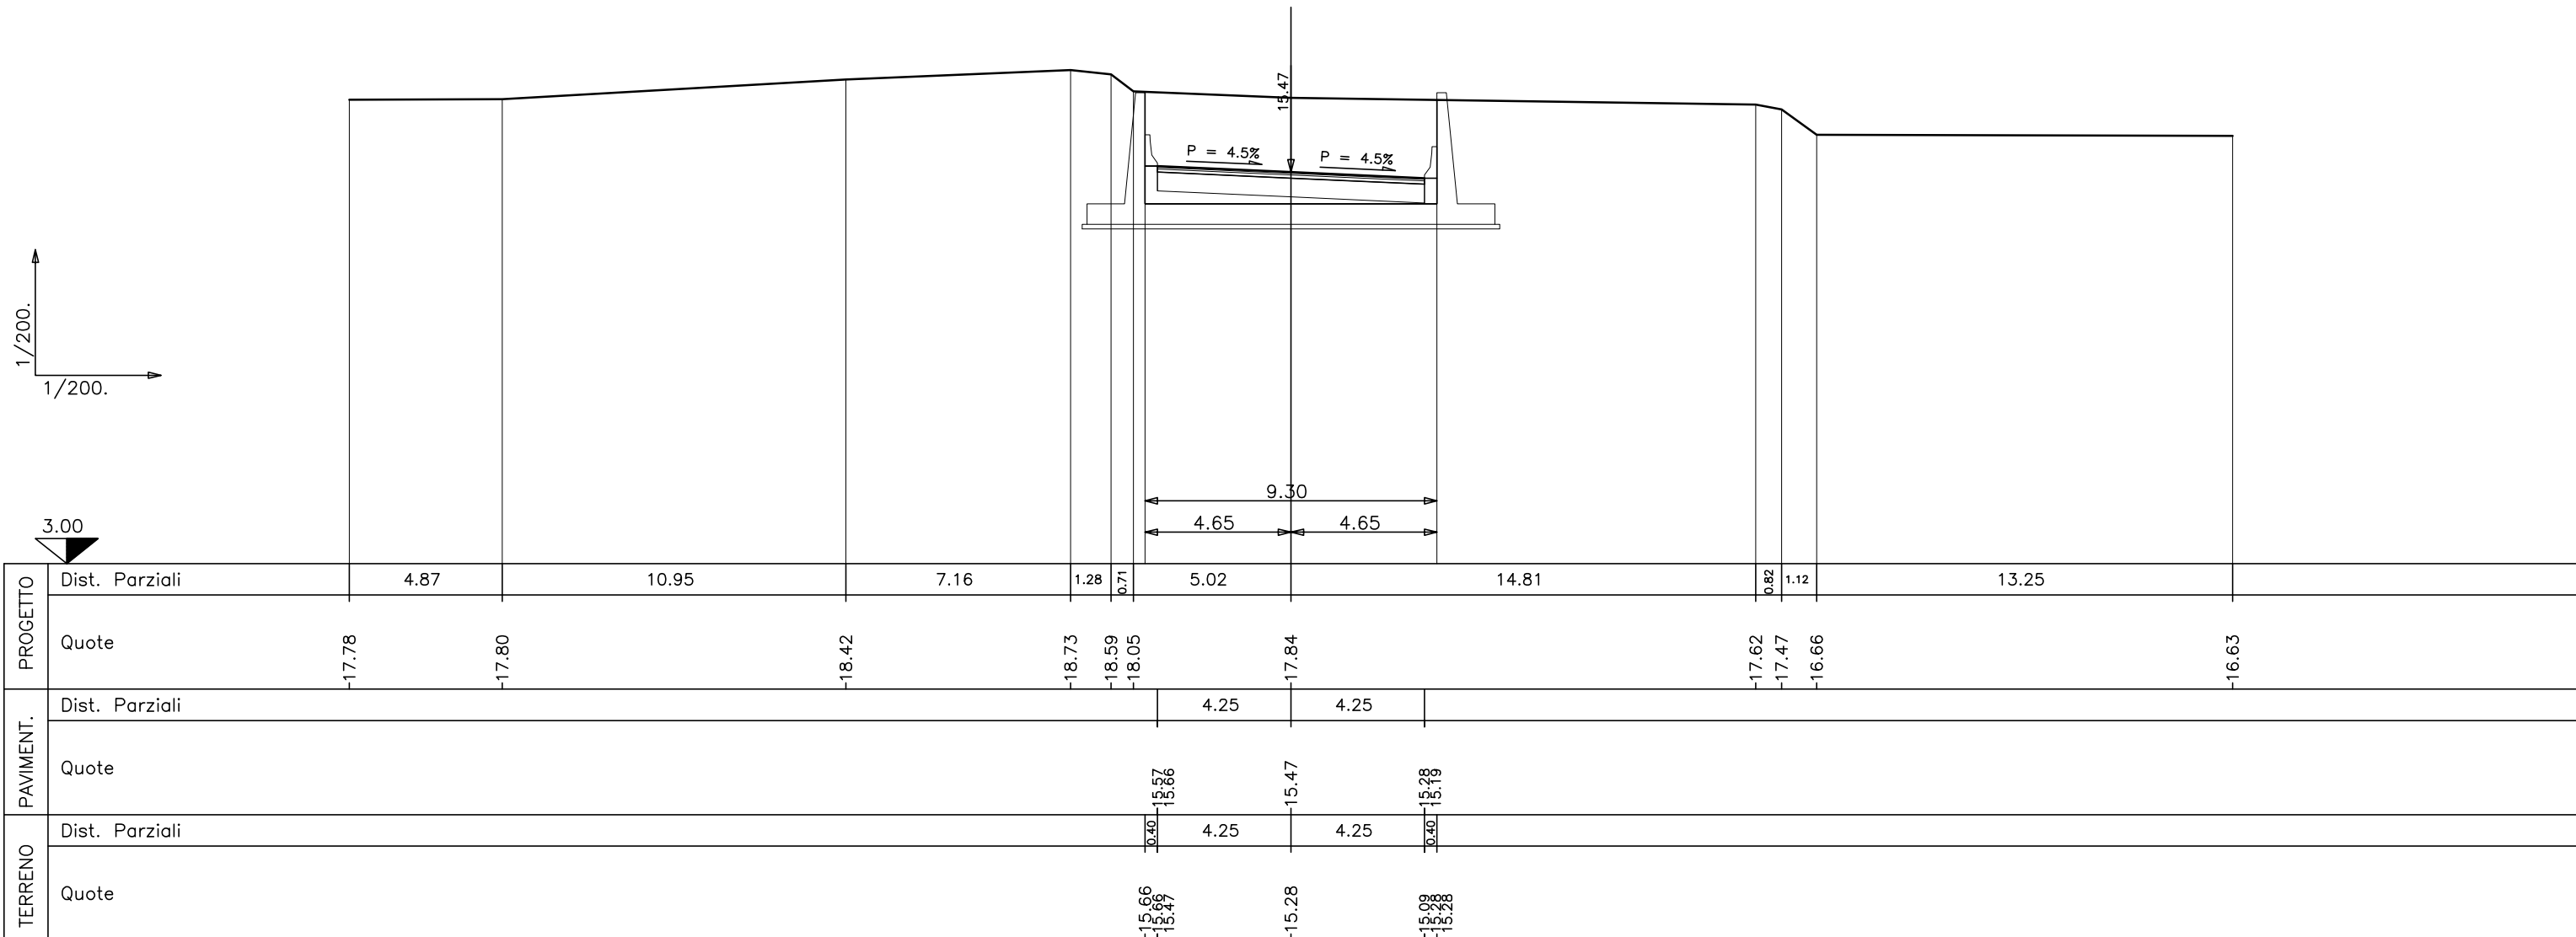 15.47
P = 4.5%
P = 4.5%
1/200.
1/200.
9.30
4.65 4.65
3.00
PROGETTO
Dist. Parziali 4.87 10.95 7.16 1.28 0.71 5.02 14.81 0.82 1.12 13.25
Quote 17.78 17.80 18.42 18.73 18.59 18.05 17.84 17.62 17.47 16.66 16.63
PAVIMENT.
Dist. Parziali 4.25 4.25
Quote 15.57 15.66 15.47 15.28 15.19
TERRENO
Dist. Parziali 0.40 4.25 4.25 0.40
Quote 15.66 15.66 15.47 15.28 15.09 15.28 15.28